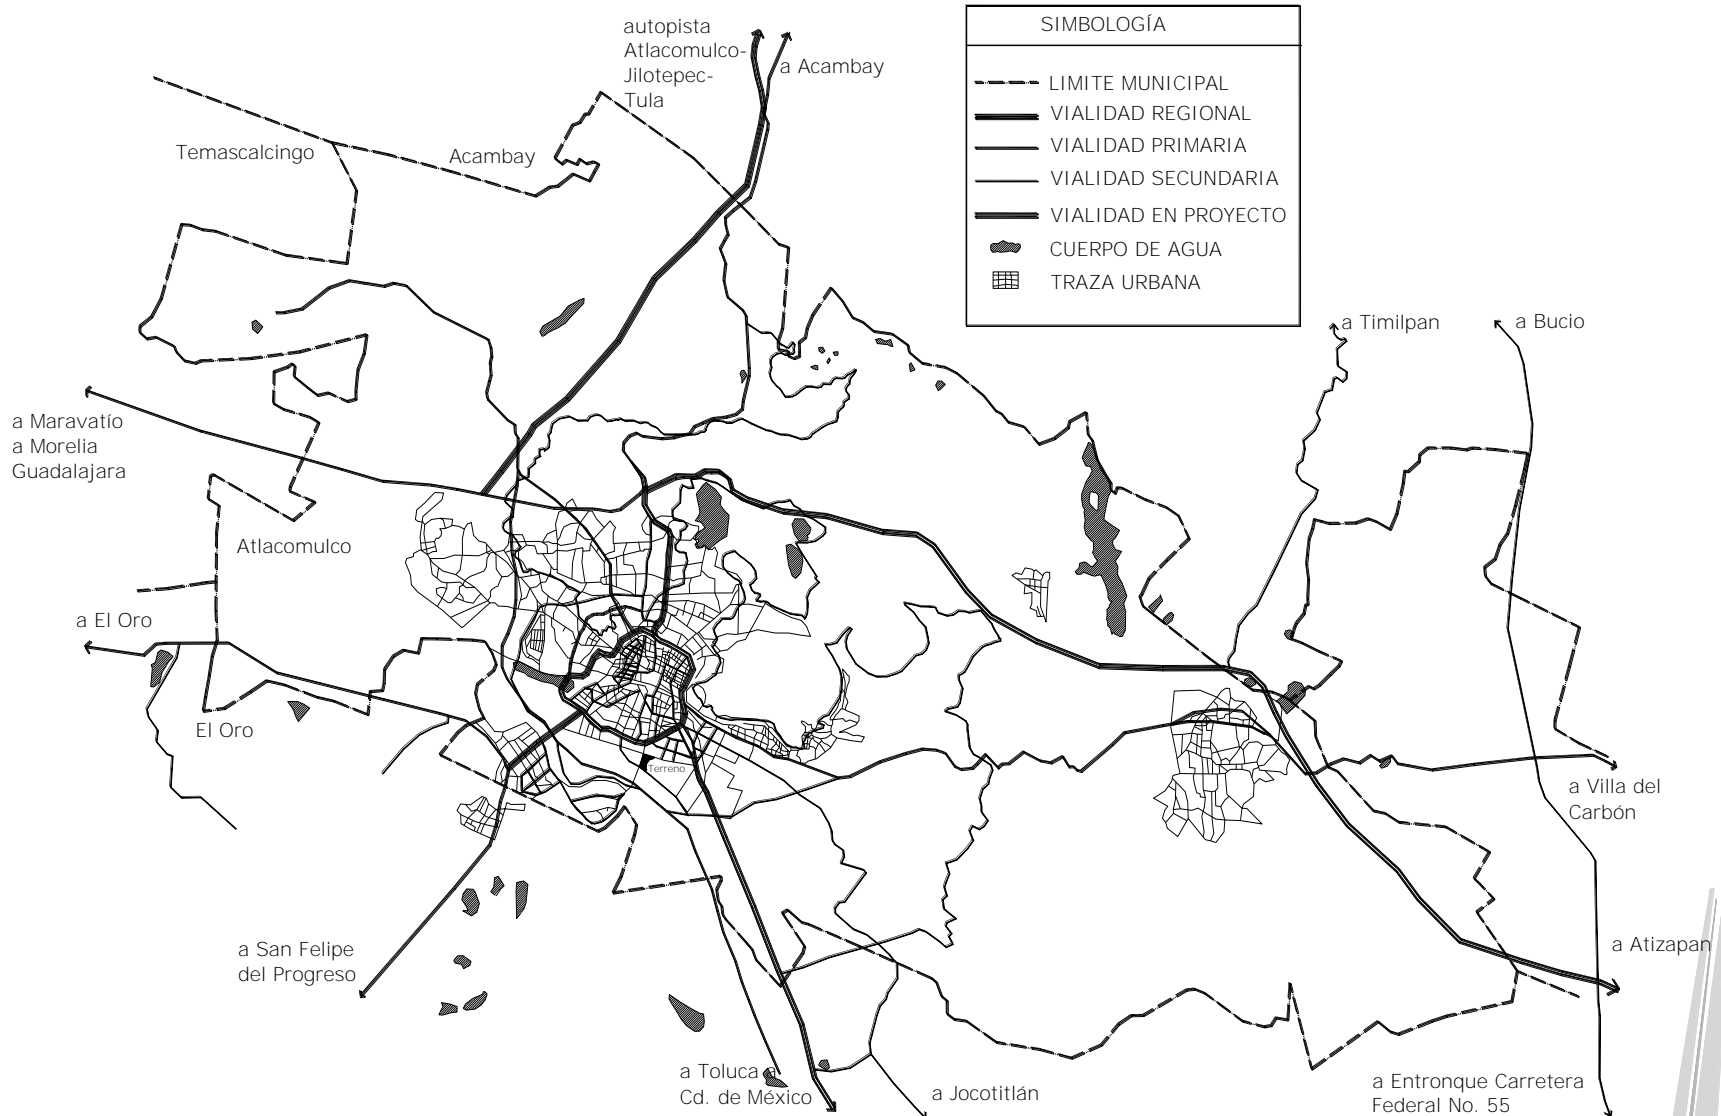 autopista
Atlacomulco-
Jilotepec-
Tula
a Acambay
SIMBOLOGÍA
LIMITE MUNICIPAL
VIALIDAD REGIONAL
VIALIDAD PRIMARIA
VIALIDAD SECUNDARIA
VIALIDAD EN PROYECTO
CUERPO DE AGUA
TRAZA URBANA
Temascalcingo
Acambay
a Timilpan
a Bucio
a Maravatío
a Morelia
Guadalajara
Atlacomulco
a El Oro
El Oro
Terreno
a Villa del
Carbón
a San Felipe
del Progreso
a Atizapan
a Toluca a
Cd. de México
a Jocotitlán
a Entronque Carretera
Federal No. 55